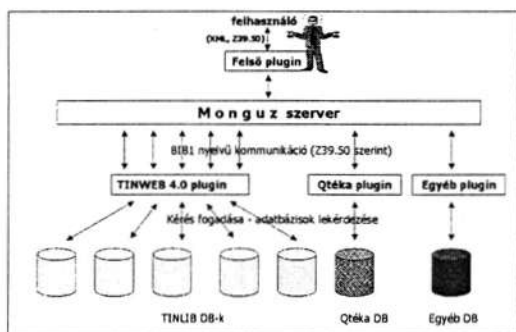 felhasználó
(XML, Z39.50)
Felső plugin
Monguz szerver
BIB1 nyelvű kommunikáció (Z39.50 szerint)
TINWEB 4.0 plugin
Qtéka plugin
Egyéb plugin
Kérés fogadása - adatbázisok lekérdezése
TINLIB DB-k
Qtéka DB
Egyéb DB